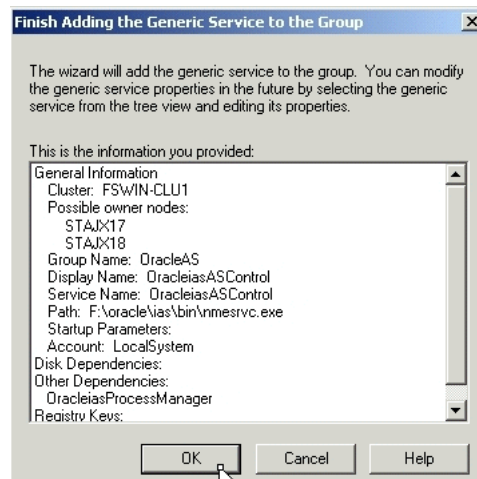 Finish Adding the Generic Service to the Group
The wizard will add the generic service to the group. You can modify
the generic service properties in the future by selecting the generic
service from the tree view and editing its properties.
This is the information you provided:
General Information
Cluster: FSWIN-CLU1
Possible owner nodes:
STAJX17
STAJX18
Group Name: OracleAS
Display Name: OracleiasASControl
Service Name: OracleiasASControl
Path: F:\oracle\ias\bin\nmesrvc.exe
Startup Parameters:
Account: LocalSystem
Disk Dependencies:
Other Dependencies:
OracleiasProcessManager
Registry Keys:
OK Cancel Help